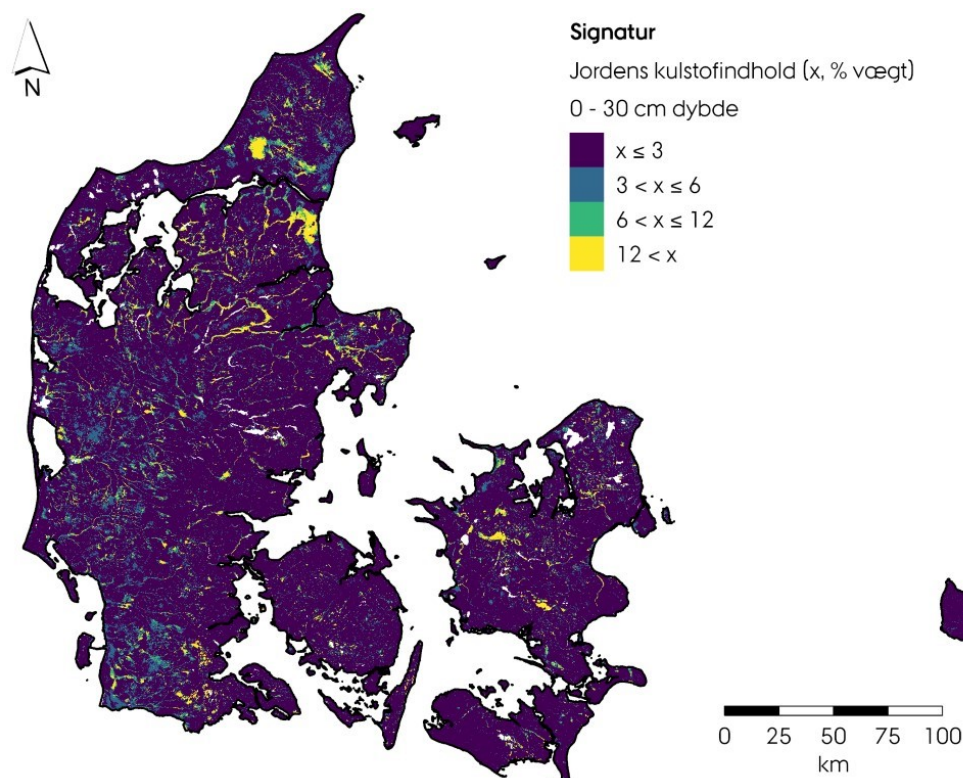 N
Signatur
Jordens kulstofindhold (x, % vægt)
0 - 30 cm dybde
x ≤ 3
3 < x ≤ 6
6 < x ≤ 12
12 < x
0 25 50 75 100
km